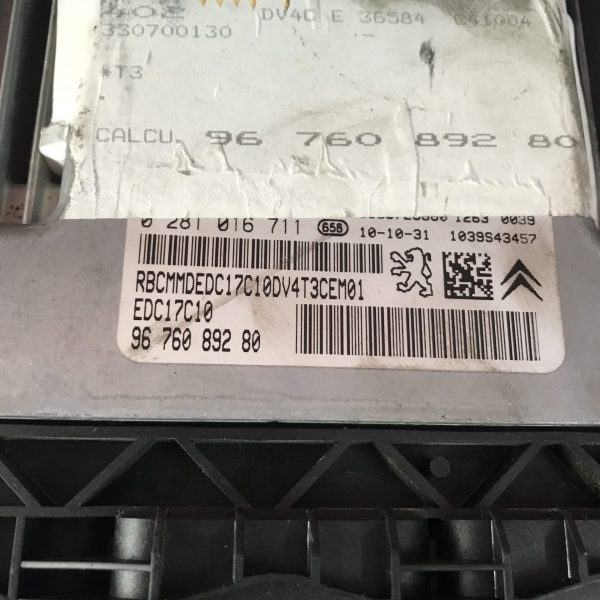 DV4C E 36584
330700130
*T3
CALCU. 96 760 892 80
1263 0039
0 281 016 711 658 10-10-31 1039S43457
RBCMMDEDC17C10DV4T3CEM01
EDC17C10
96 760 892 80